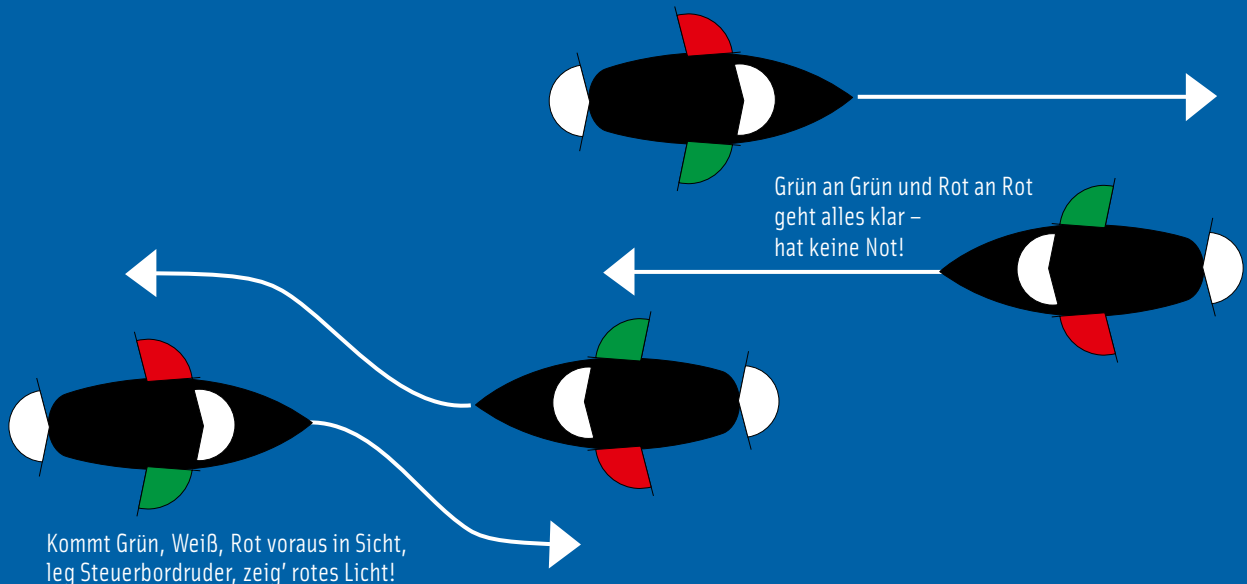 Grün an Grün und Rot an Rot
geht alles klar –
hat keine Not!
Kommt Grün, Weiß, Rot voraus in Sicht,
leg Steuerbordruder, zeig’ rotes Licht!